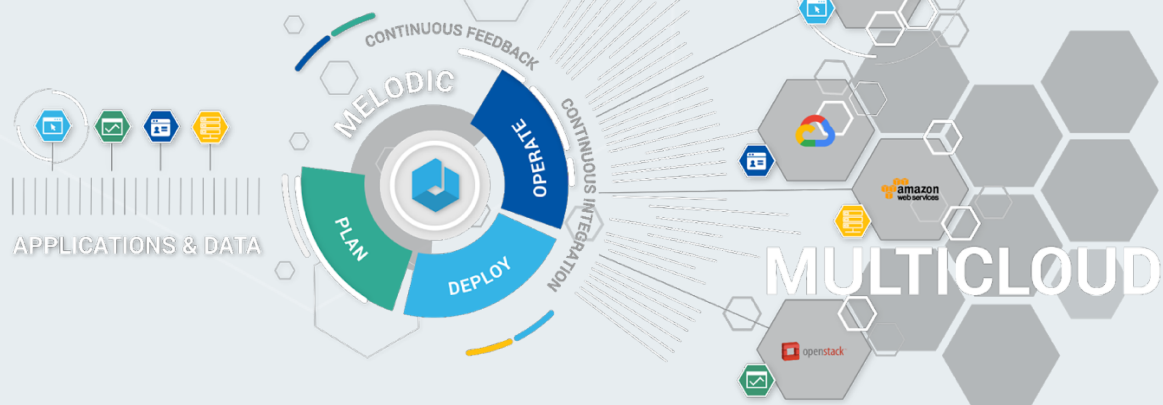 APPLICATIONS & DATA
CONTINUOUS FEEDBACK
MELODIC
CONTINUOUS INTEGRATION
PLAN
DEPLOY
OPERATE
amazon
web services
openstack
MULTICLOUD